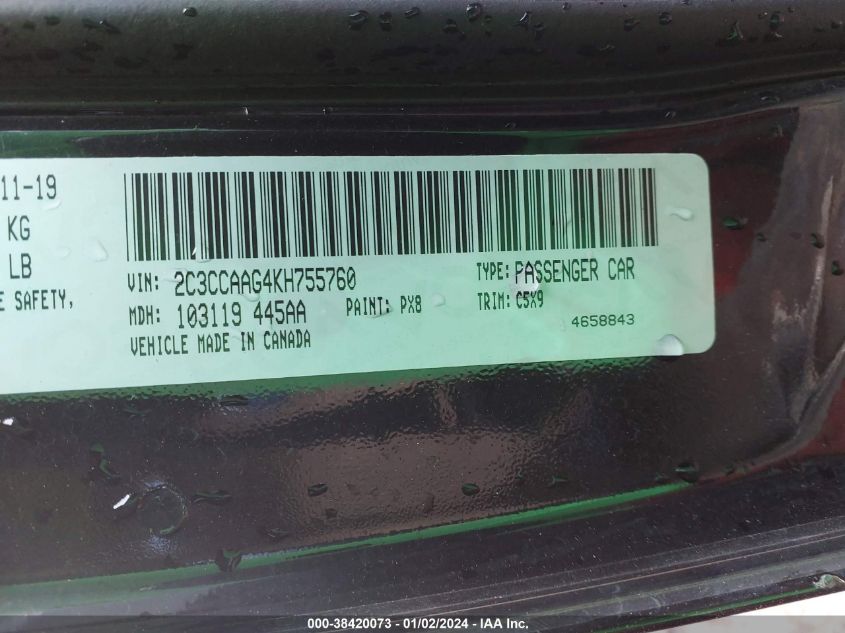 11-19
KG
LB
E SAFETY,
VIN: 2C3CCAAG4KH755760 TYPE: PASSENGER CAR
MDH: 103119 445AA PAINT: PX8 TRIM: C5X9
VEHICLE MADE IN CANADA 4658843
000-38420073 - 01/02/2024 - © IAA Inc.